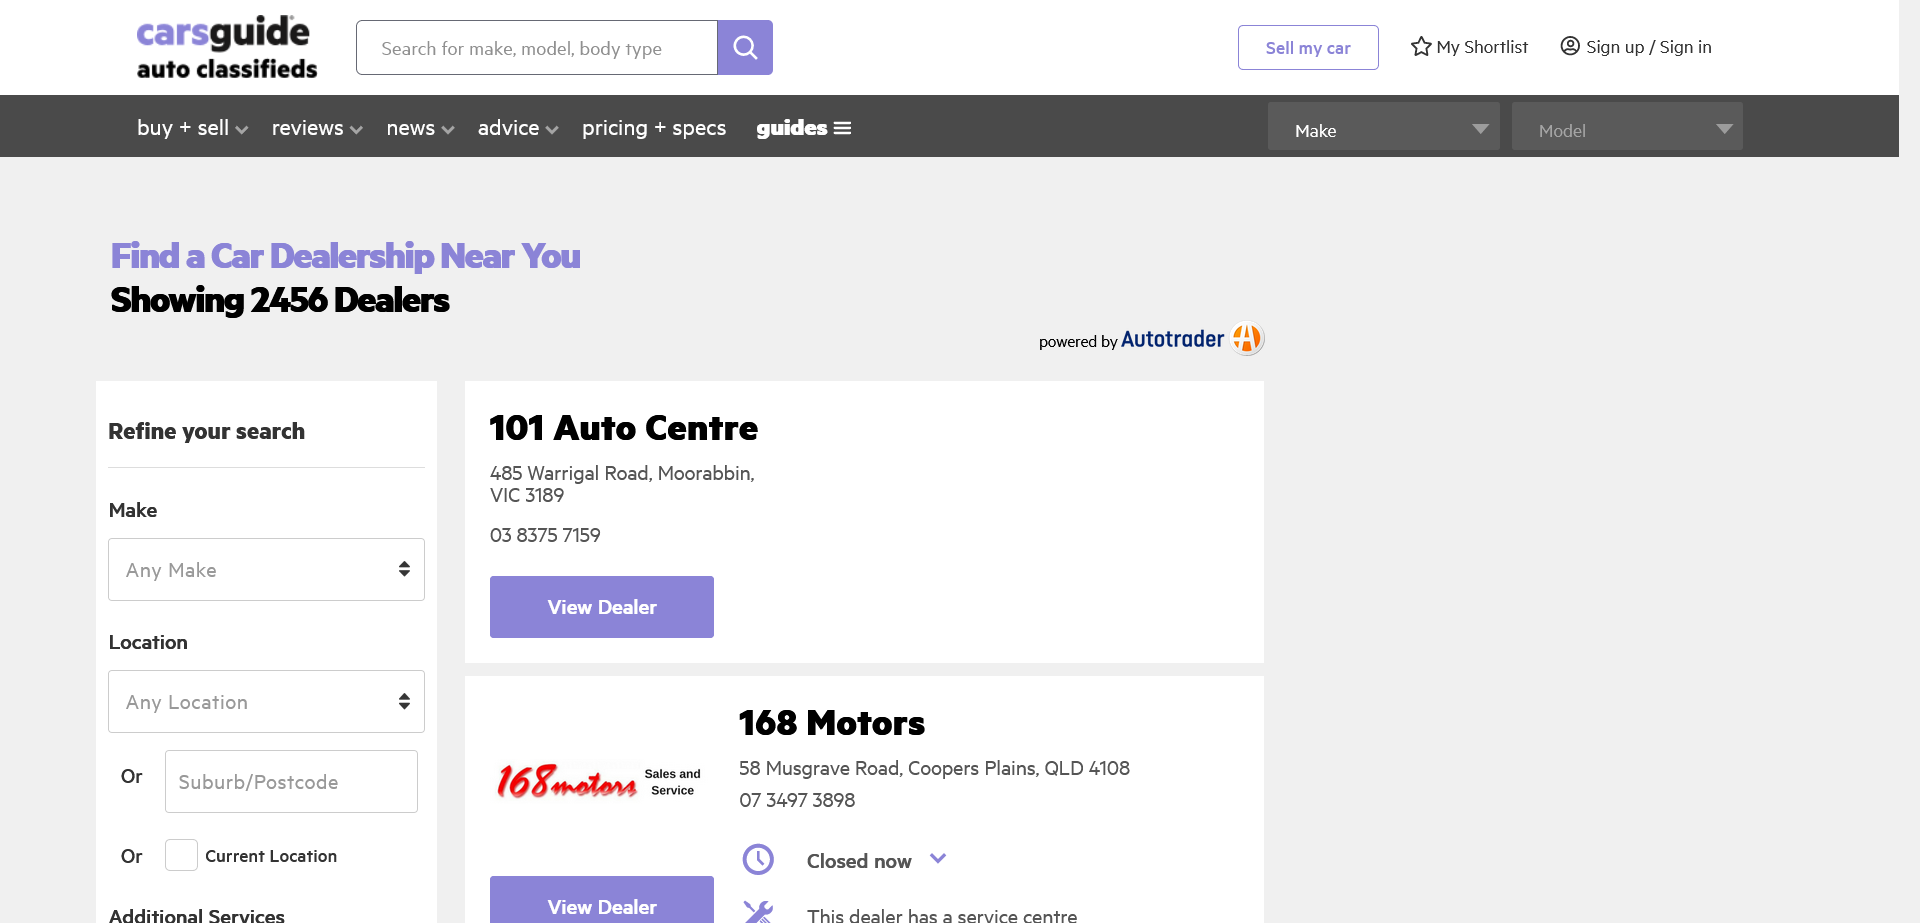 carsguide
auto classifieds
Search for make, model, body type
Sell my car
My Shortlist
Sign up / Sign in
buy + sell
reviews
news
advice
pricing + specs
guides
Make
Model
Find a Car Dealership Near You
Showing 2456 Dealers
powered by Autotrader
Refine your search
Make
Any Make
Location
Any Location
Or
Suburb/Postcode
Or
Current Location
Additional Services
101 Auto Centre
485 Warrigal Road, Moorabbin,
VIC 3189
03 8375 7159
View Dealer
168motors
Sales and
Service
168 Motors
58 Musgrave Road, Coopers Plains, QLD 4108
07 3497 3898
Closed now
This dealer has a service centre
View Dealer